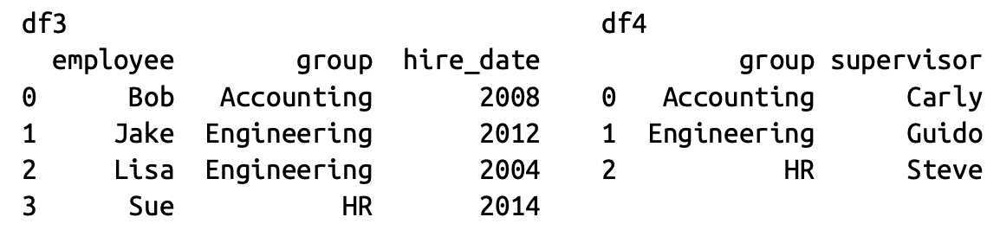 df3 df4
employee group hire_date group supervisor
0 Bob Accounting 2008 0 Accounting Carly
1 Jake Engineering 2012 1 Engineering Guido
2 Lisa Engineering 2004 2 HR Steve
3 Sue HR 2014